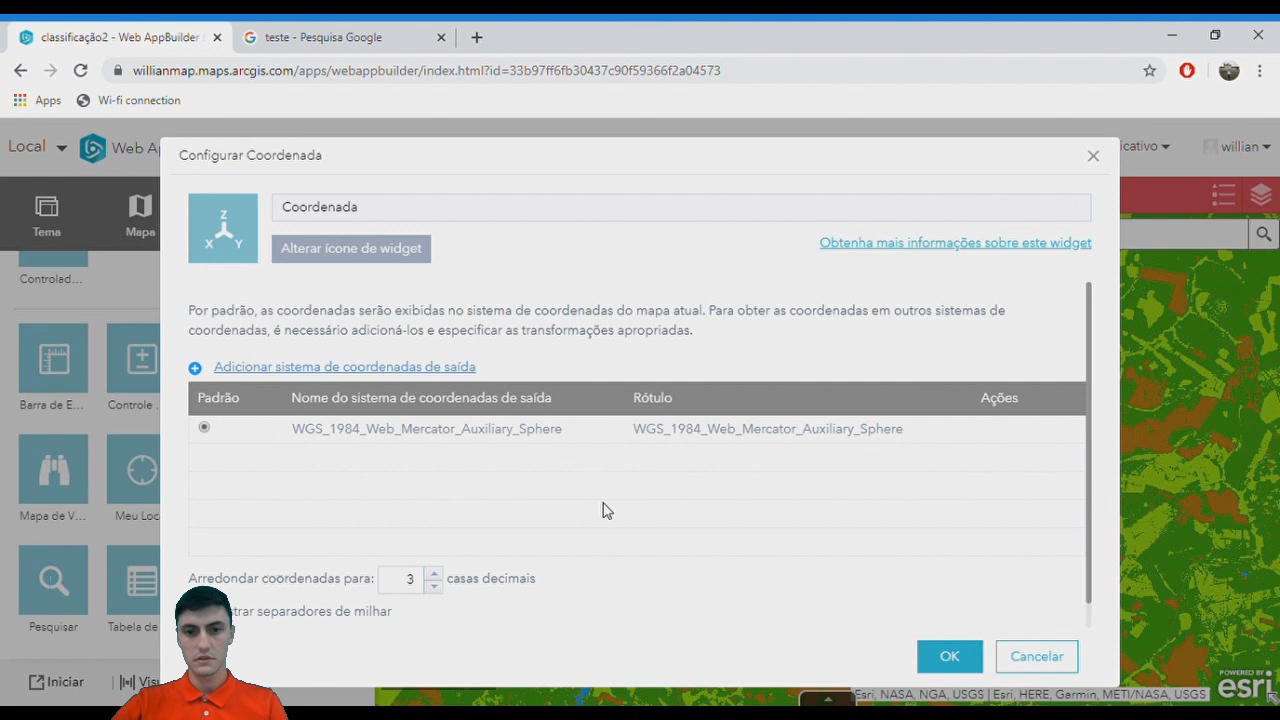 classificação2 - Web AppBuilder
teste - Pesquisa Google
willianmap.maps.arcgis.com/apps/webappbuilder/index.html?id=33b97ff6fb30437c90f59366f2a04573
Apps
Wi-fi connection
Local
Web Ap
icativo
willian
Configurar Coordenada
Z
X
Y
Coordenada
Alterar ícone de widget
Obtenha mais informações sobre este widget
Tema
Mapa
Controlad...
Por padrão, as coordenadas serão exibidas no sistema de coordenadas do mapa atual. Para obter as coordenadas em outros sistemas de
coordenadas, é necessário adicioná-los e especificar as transformações apropriadas.
Adicionar sistema de coordenadas de saída
Padrão
Nome do sistema de coordenadas de saída
Rótulo
Ações
WGS_1984_Web_Mercator_Auxiliary_Sphere
WGS_1984_Web_Mercator_Auxiliary_Sphere
Barra de E...
Controle
Mapa de V...
Meu Loc
Arredondar coordenadas para:
3
casas decimais
trar separadores de milhar
Pesquisar
Tabela de
OK
Cancelar
Iniciar
Visu
Esri, NASA, NGA, USGS | Esri, HERE, Garmin, METI/NASA, USGS
POWERED BY
esri